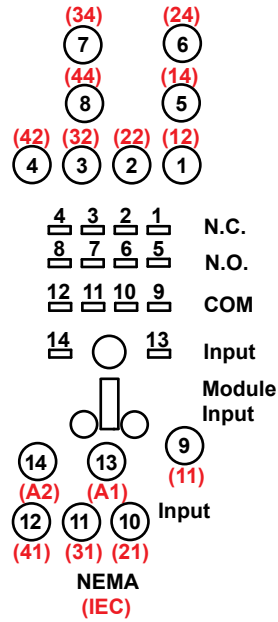 (34) (24)
7 6
(44) (14)
8 5
(42) (32) (22) (12)
4 3 2 1
4 3 2 1 N.C.
8 7 6 5 N.O.
12 11 10 9 COM
14 13 Input
Module
Input
9
14 13 (11)
(A2) (A1)
12 11 10 Input
(41) (31) (21)
NEMA
(IEC)